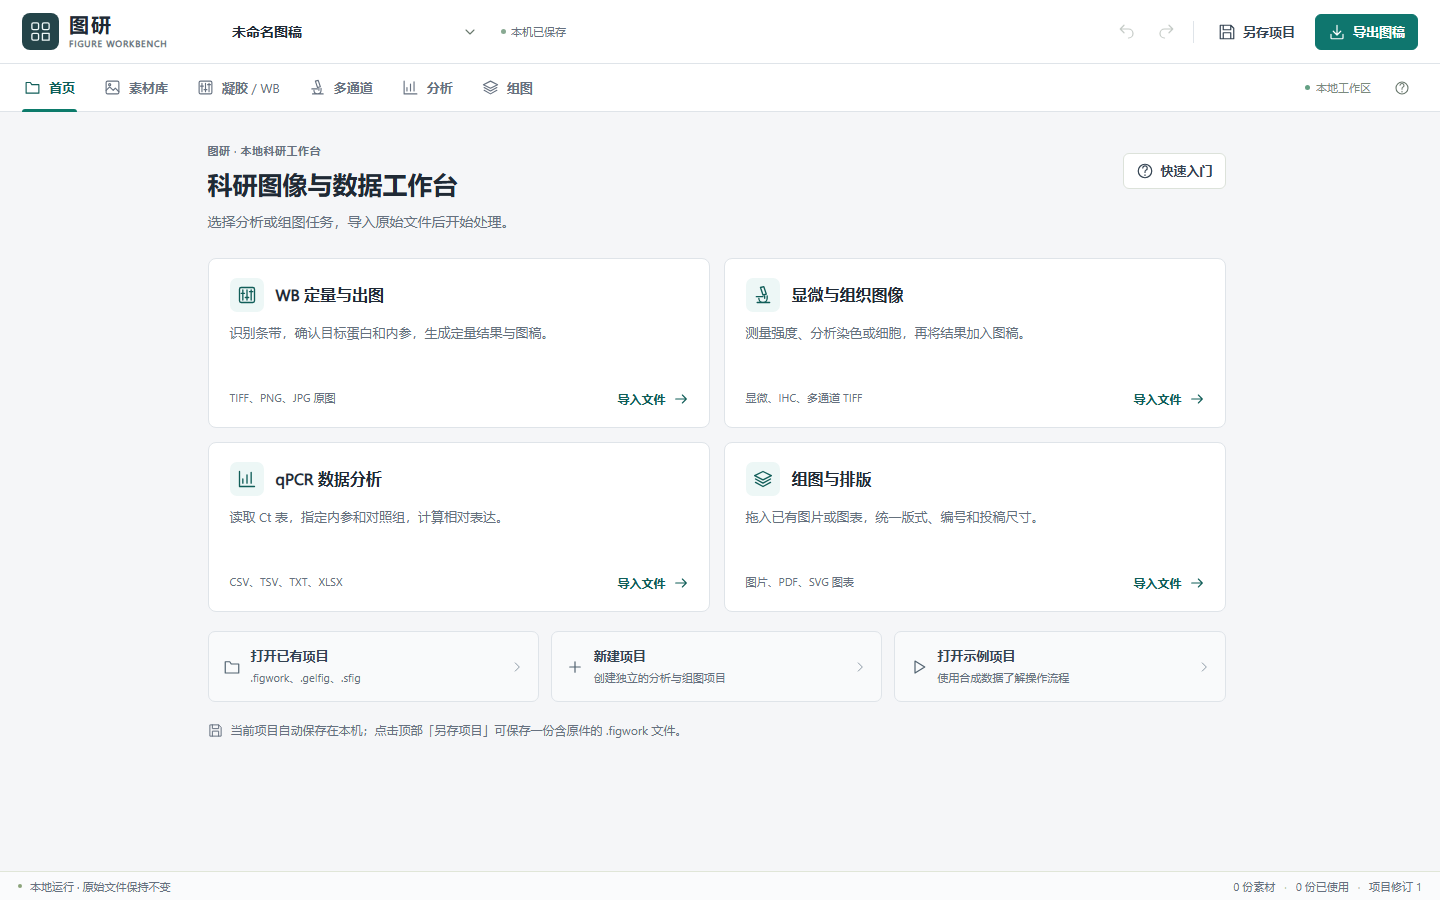 图研
FIGURE WORKBENCH
未命名图稿
本机已保存
另存项目
导出图稿
首页
素材库
凝胶 / WB
多通道
分析
组图
本地工作区
图研 · 本地科研工作台
科研图像与数据工作台
选择分析或组图任务，导入原始文件后开始处理。
快速入门
WB 定量与出图
识别条带，确认目标蛋白和内参，生成定量结果与图稿。
TIFF、PNG、JPG 原图
导入文件
显微与组织图像
测量强度、分析染色或细胞，再将结果加入图稿。
显微、IHC、多通道 TIFF
导入文件
qPCR 数据分析
读取 Ct 表，指定内参和对照组，计算相对表达。
CSV、TSV、TXT、XLSX
导入文件
组图与排版
拖入已有图片或图表，统一版式、编号和投稿尺寸。
图片、PDF、SVG 图表
导入文件
打开已有项目
.figwork、.gelfig、.sfig
新建项目
创建独立的分析与组图项目
打开示例项目
使用合成数据了解操作流程
当前项目自动保存在本机；点击顶部「另存项目」可保存一份含原件的 .figwork 文件。
本地运行 · 原始文件保持不变
0 份素材 · 0 份已使用 · 项目修订 1